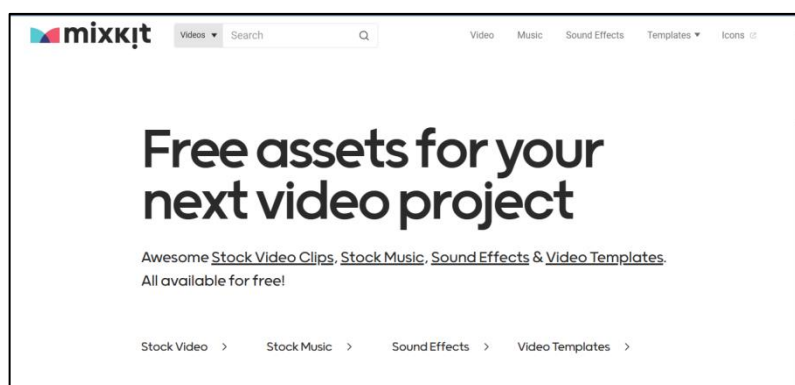 mixkit
Videos Search Video Music Sound Effects Templates Icons
Free assets for your
next video project
Awesome Stock Video Clips, Stock Music, Sound Effects & Video Templates.
All available for free!
Stock Video Stock Music Sound Effects Video Templates